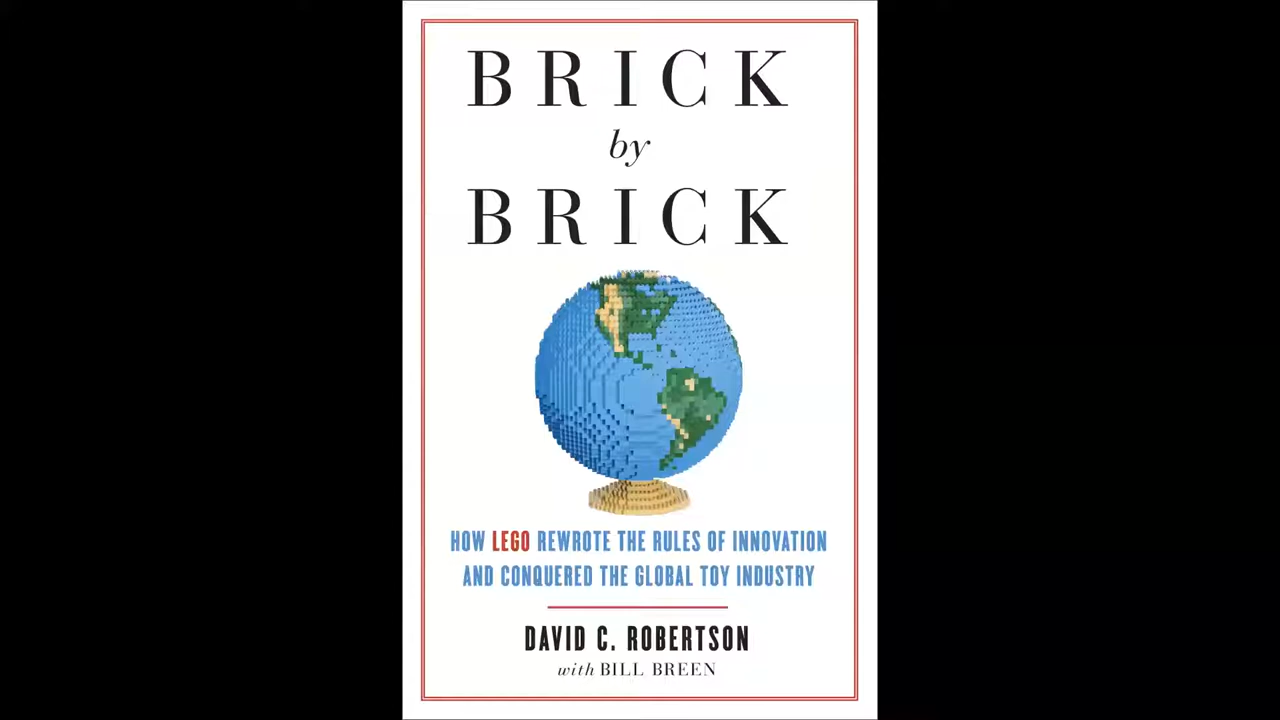 BRICK
by
BRICK
HOW LEGO REWROTE THE RULES OF INNOVATION
AND CONQUERED THE GLOBAL TOY INDUSTRY
DAVID C. ROBERTSON
with BILL BREEN